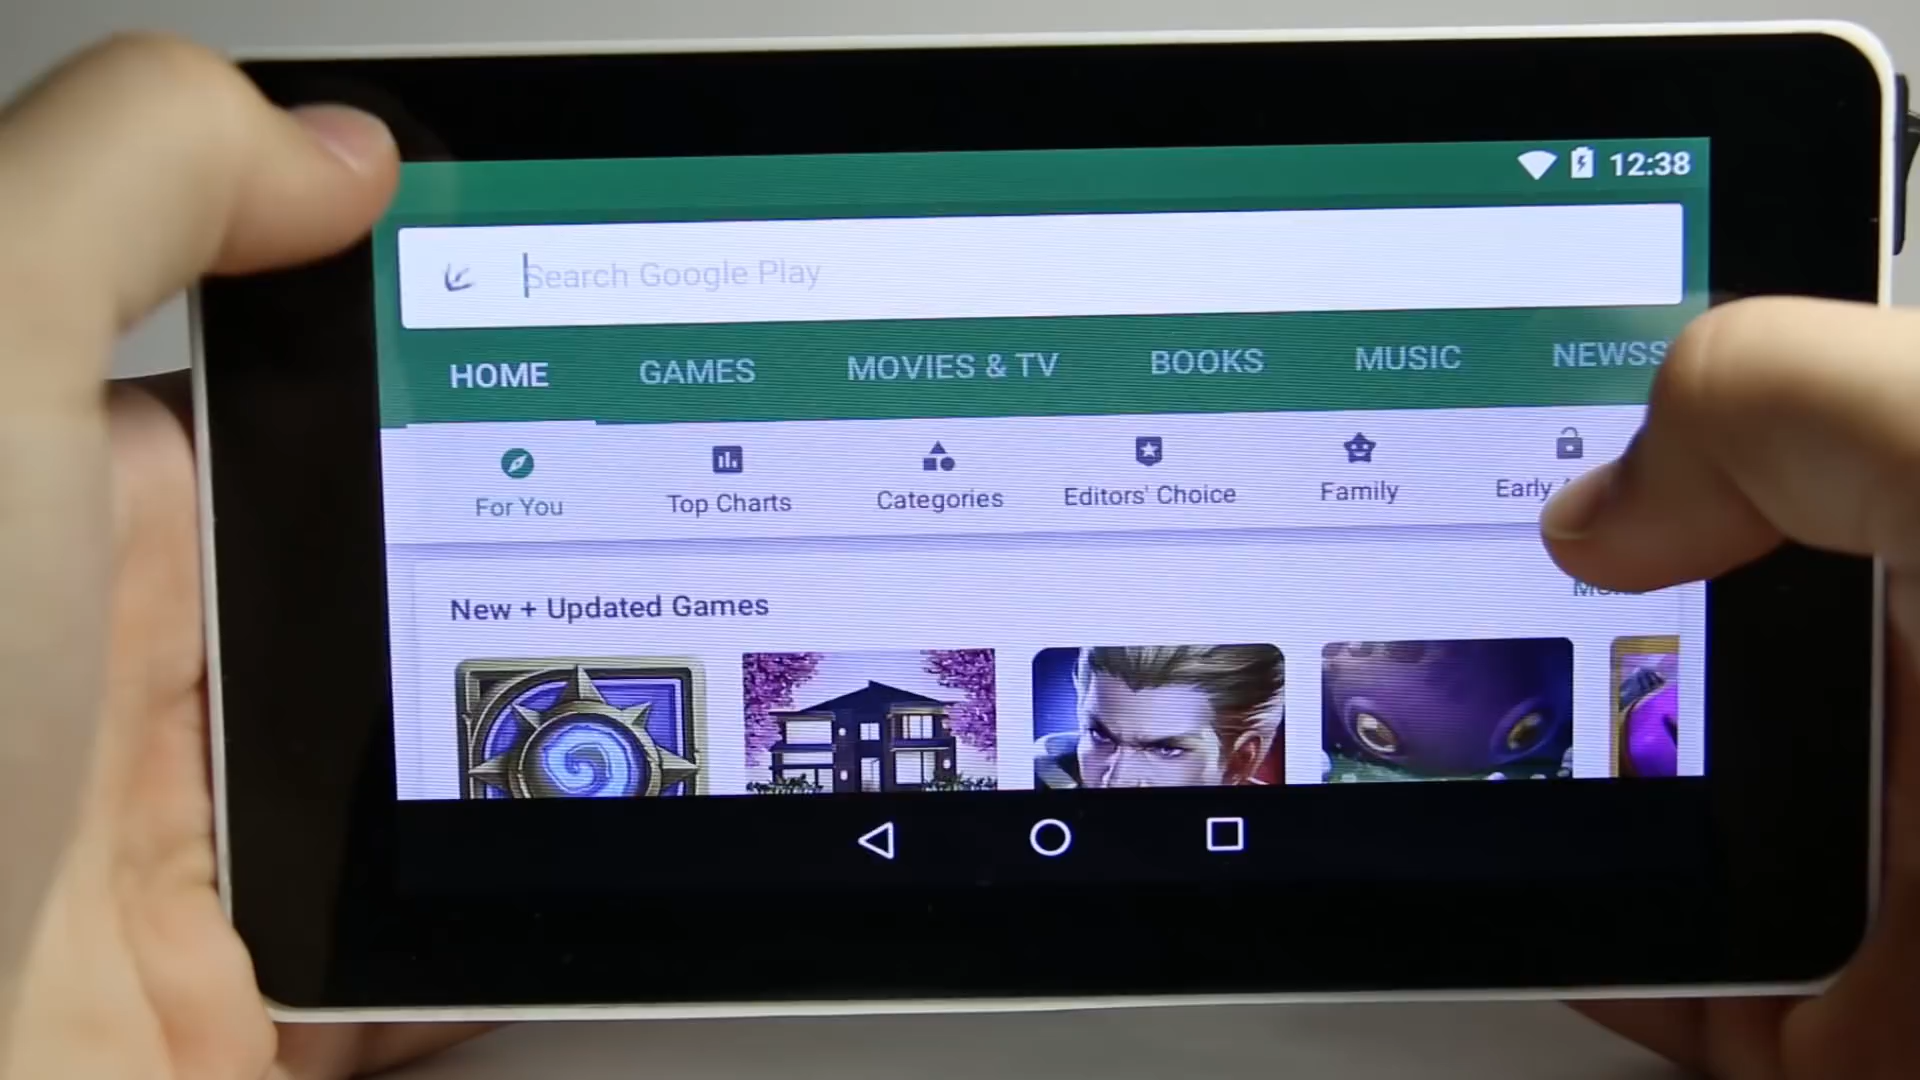 12:38
Search Google Play
HOME GAMES MOVIES & TV BOOKS MUSIC
For You Top Charts Categories Editors' Choice Family Early
New + Updated Games